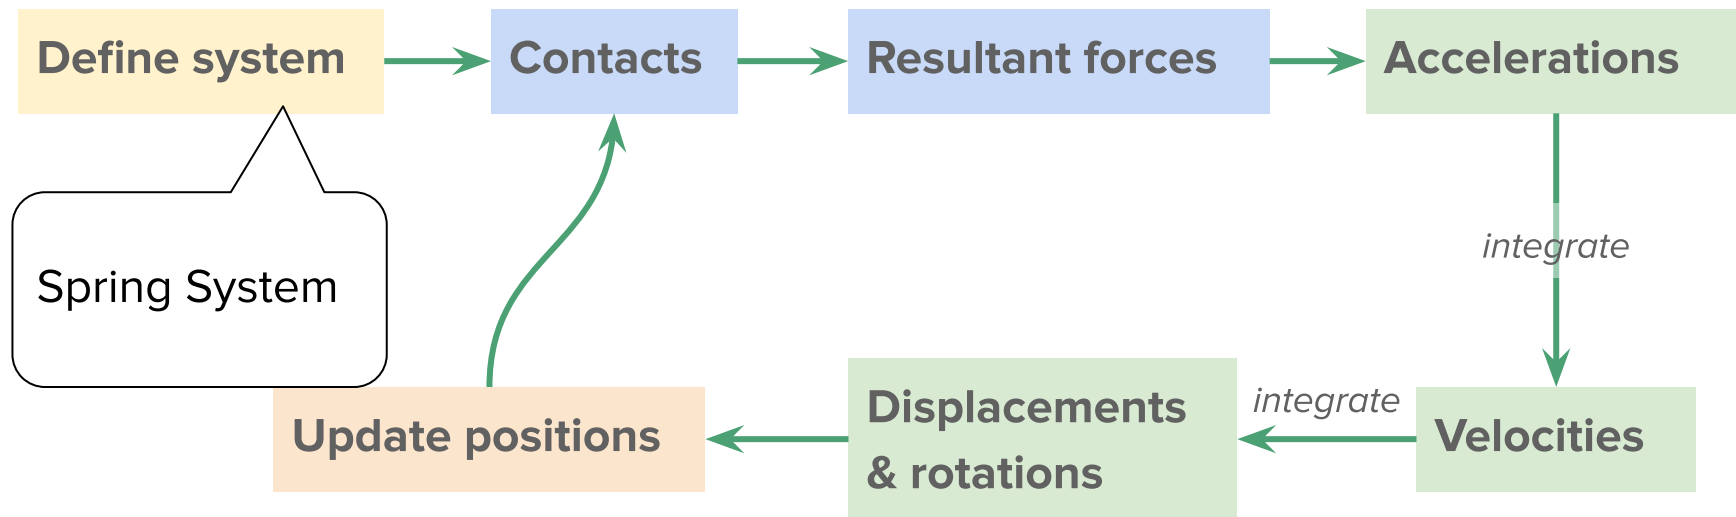 Define system
Contacts
Resultant forces
Accelerations
integrate
Spring System
Displacements
& rotations
integrate
Velocities
Update positions